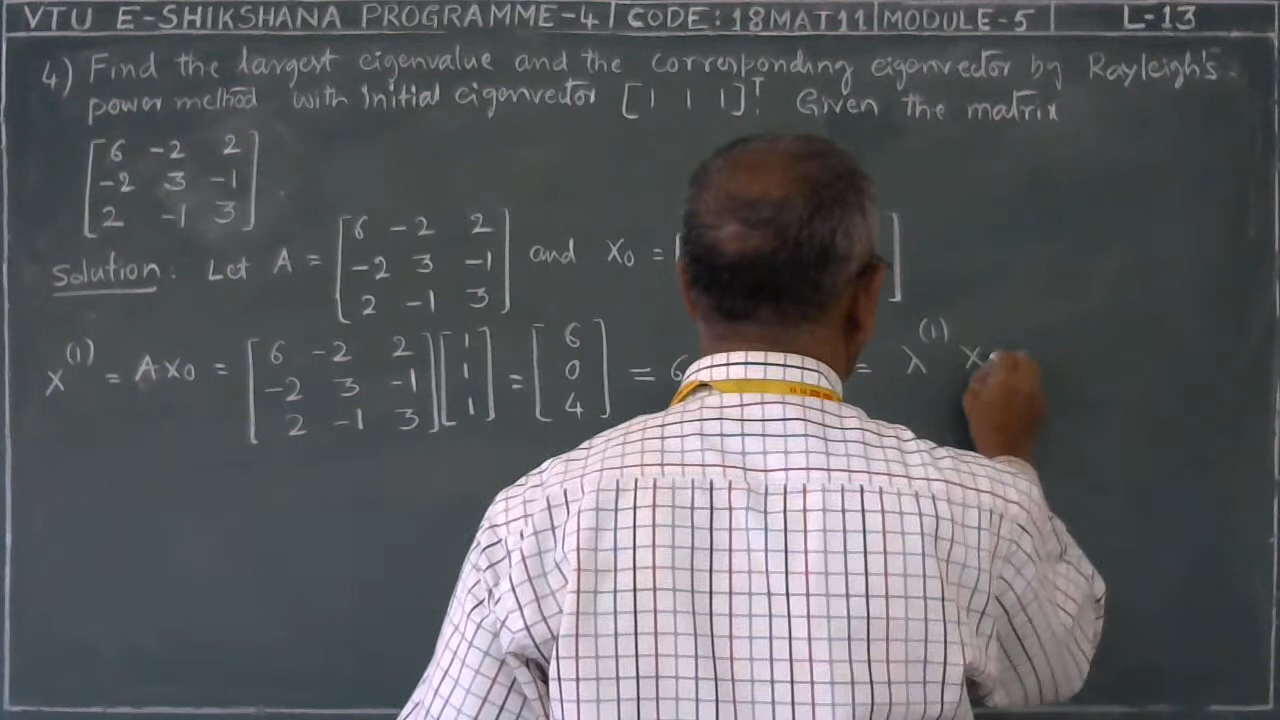 VTU E-SHIKSHANA PROGRAMME-4 | CODE: 18MAT11 | MODULE-5 | L-13
4) Find the largest eigenvalue and the corresponding eigenvector by Rayleigh's
power method with initial eigenvector [1 1 1]ᵀ. Given the matrix
[6 -2 2
-2 3 -1
2 -1 3]
Solution: Let A = [6 -2 2
-2 3 -1
2 -1 3] and X₀ =
X⁽¹⁾ = AX₀ = [6 -2 2
-2 3 -1
2 -1 3] [1
1
1] = [6
0
4] = 6 = λ⁽¹⁾ X